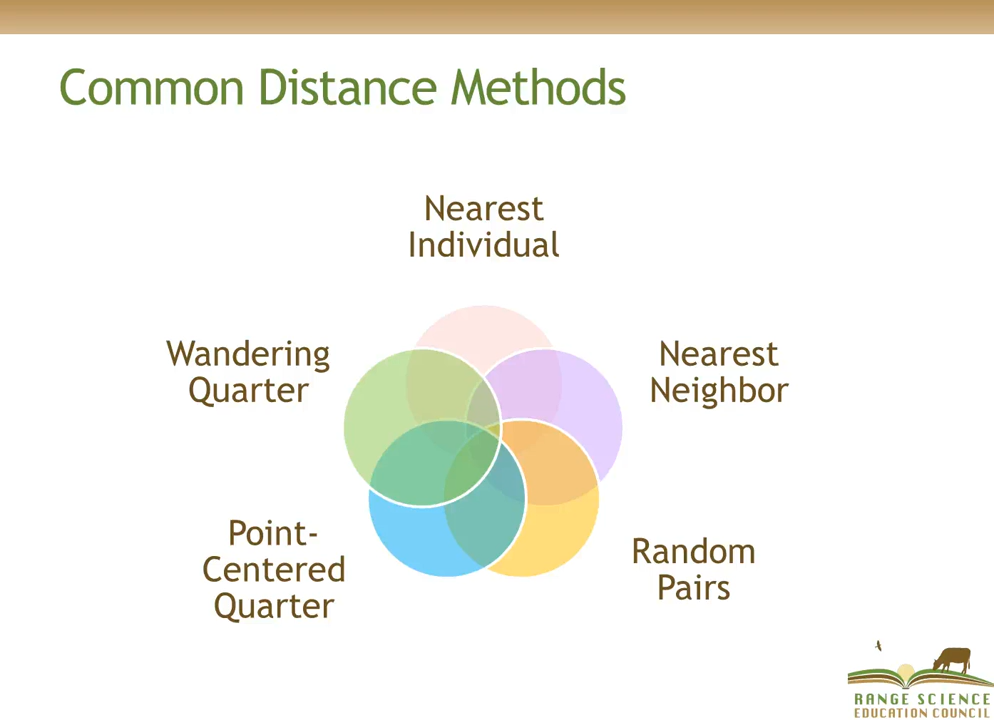 Common Distance Methods
Nearest
Individual
Wandering
Quarter
Nearest
Neighbor
Point-
Centered
Quarter
Random
Pairs
RANGE SCIENCE
EDUCATION COUNCIL